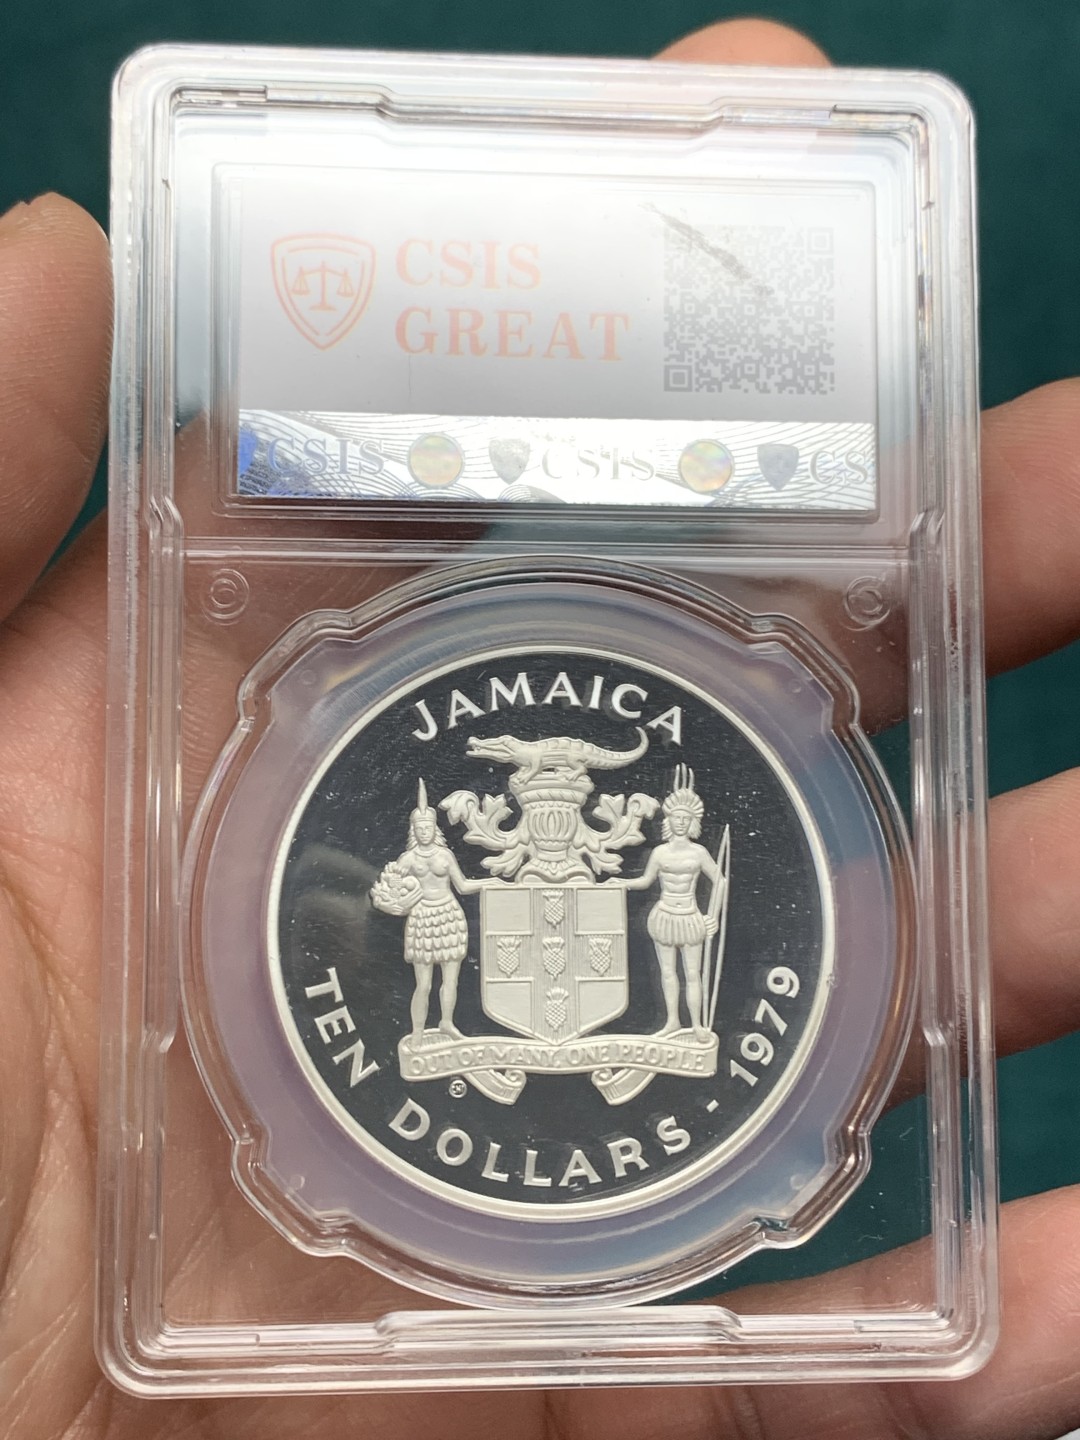 CSIS
GREAT
CSIS CSIS CS
JAMAICA
OUT OF MANY, ONE PEOPLE
TEN DOLLARS - 1979